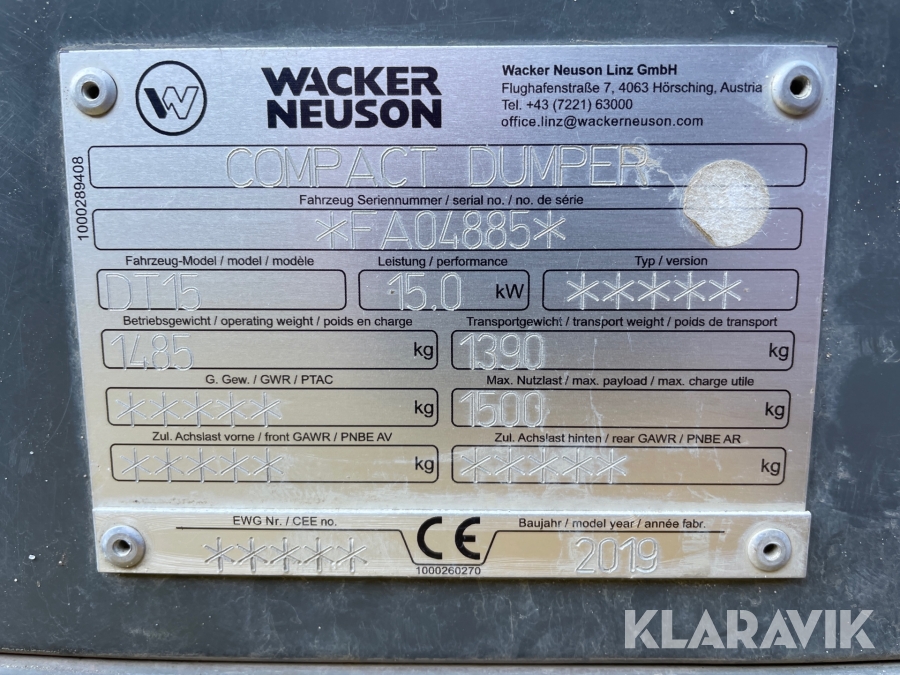 WACKER
NEUSON
Wacker Neuson Linz GmbH
Flughafenstraße 7, 4063 Hörsching, Austria
Tel. +43 (7221) 63000
office.linz@wackerneuson.com
1000289408
COMPACT DUMPER
Fahrzeug Seriennummer / serial no. / no. de série
*FA04885*
Fahrzeug-Model / model / modèle
DT15
Leistung / performance
15.0 kW
Typ / version
*****
Betriebsgewicht / operating weight / poids en charge
1485 kg
Transportgewicht / transport weight / poids de transport
1390 kg
G. Gew. / GWR / PTAC
***** kg
Max. Nutzlast / max. payload / max. charge utile
1500 kg
Zul. Achslast vorne / front GAWR / PNBE AV
***** kg
Zul. Achslast hinten / rear GAWR / PNBE AR
***** kg
EWG Nr. / CEE no.
*****
CE
1000260270
Baujahr / model year / année fabr.
2019
KLARAVIK